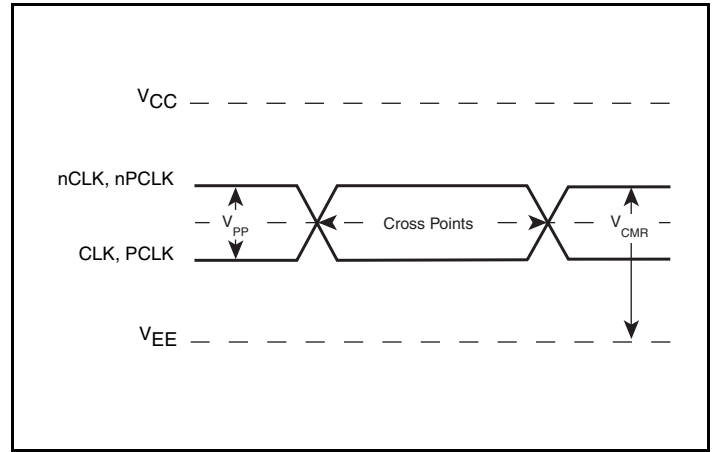 VCC
nCLK, nPCLK
VPP
Cross Points
VCMR
CLK, PCLK
VEE